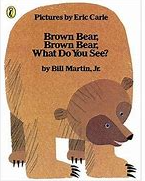 Pictures by Eric Carle
Brown Bear,
Brown Bear,
What Do You See?
by Bill Martin, Jr.